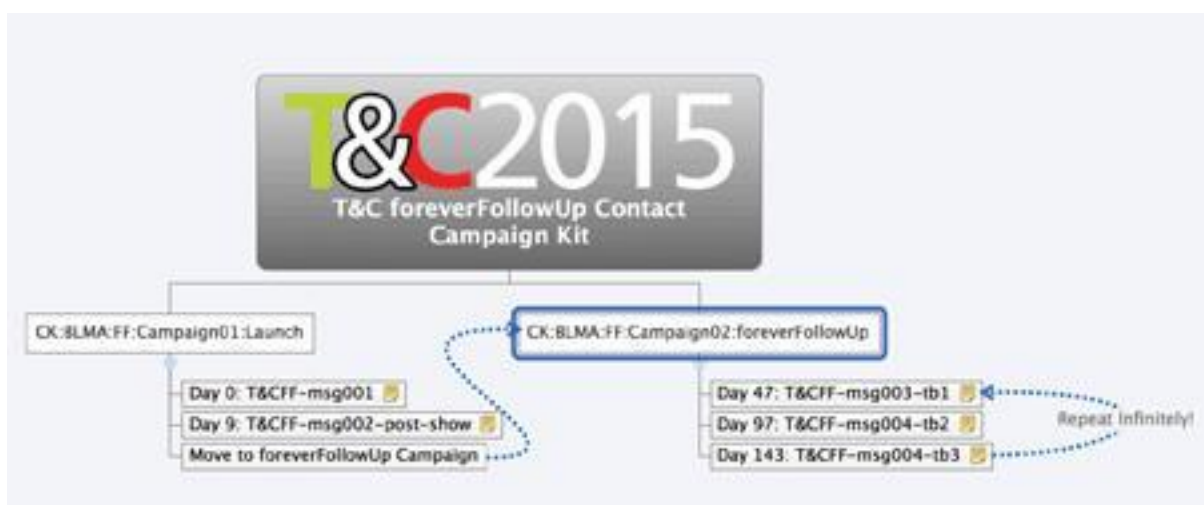 T&C2015
T&C foreverFollowUp Contact
Campaign Kit
CK:BLMA:FF:Campaign01:Launch
Day 0: T&CFF-msg001
Day 9: T&CFF-msg002-post-show
Move to foreverFollowUp Campaign
CK:BLMA:FF:Campaign02:foreverFollowUp
Day 47: T&CFF-msg003-tb1
Day 97: T&CFF-msg004-tb2
Day 143: T&CFF-msg004-tb3
Repeat Infinitely!